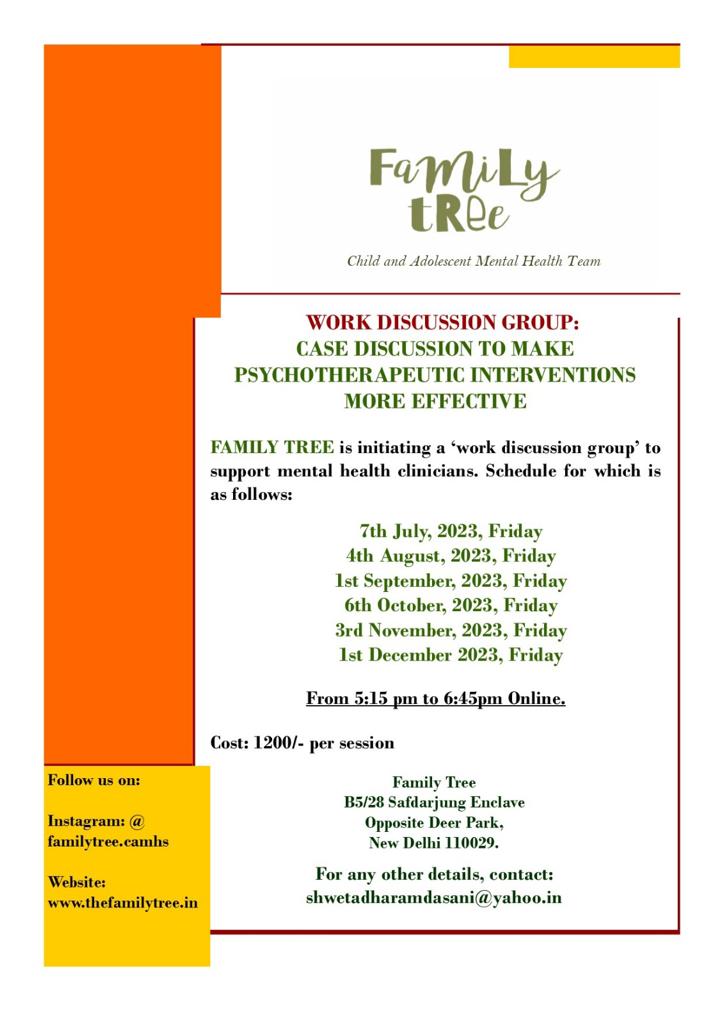 FamiLy
tRee
Child and Adolescent Mental Health Team
WORK DISCUSSION GROUP:
CASE DISCUSSION TO MAKE
PSYCHOTHERAPEUTIC INTERVENTIONS
MORE EFFECTIVE
FAMILY TREE is initiating a ‘work discussion group’ to
support mental health clinicians. Schedule for which is
as follows:
7th July, 2023, Friday
4th August, 2023, Friday
1st September, 2023, Friday
6th October, 2023, Friday
3rd November, 2023, Friday
1st December 2023, Friday
From 5:15 pm to 6:45pm Online.
Cost: 1200/- per session
Family Tree
B5/28 Safdarjung Enclave
Opposite Deer Park,
New Delhi 110029.
For any other details, contact:
shwetadharamdasani@yahoo.in
Follow us on:
Instagram: @
familytree.camhs
Website:
www.thefamilytree.in